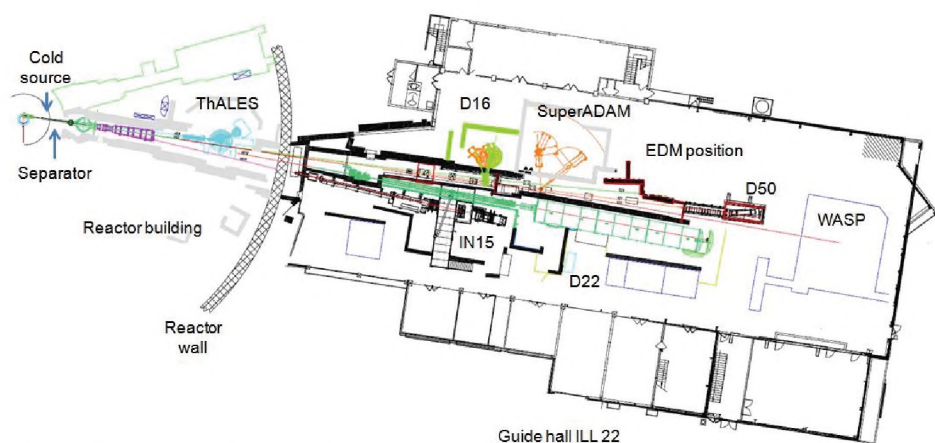 Cold
source
ThALES
D16
SuperADAM
EDM position
Separator
D50
WASP
Reactor building
IN15
D22
Reactor
wall
Guide hall ILL 22